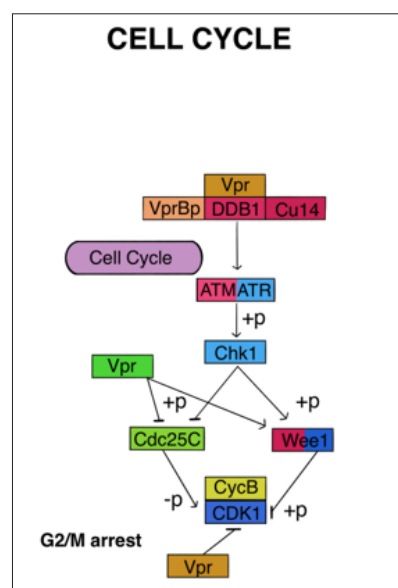 CELL CYCLE
Vpr
VprBp DDB1 Cu14
Cell Cycle
ATM ATR
+p
Chk1
Vpr
+p +p
Cdc25C Wee1
CycB
-p CDK1 +p
G2/M arrest
Vpr